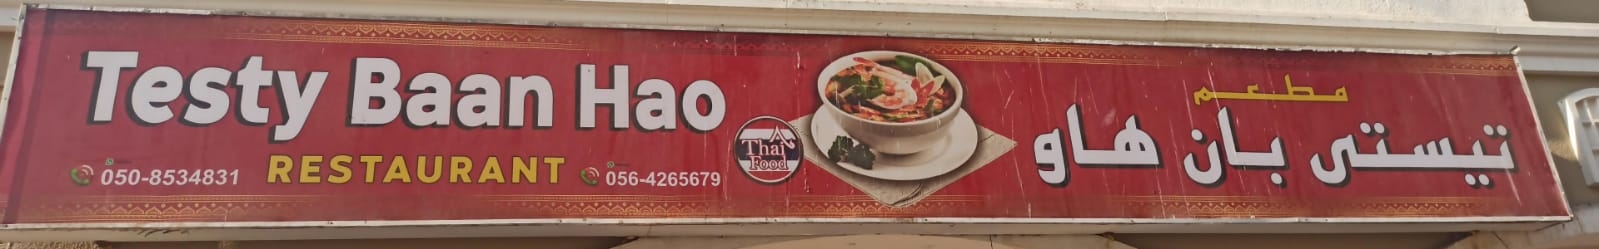 Testy Baan Hao
RESTAURANT
050-8534831
056-4265679
Thai
Food
مطعم
تيستى بان هاو